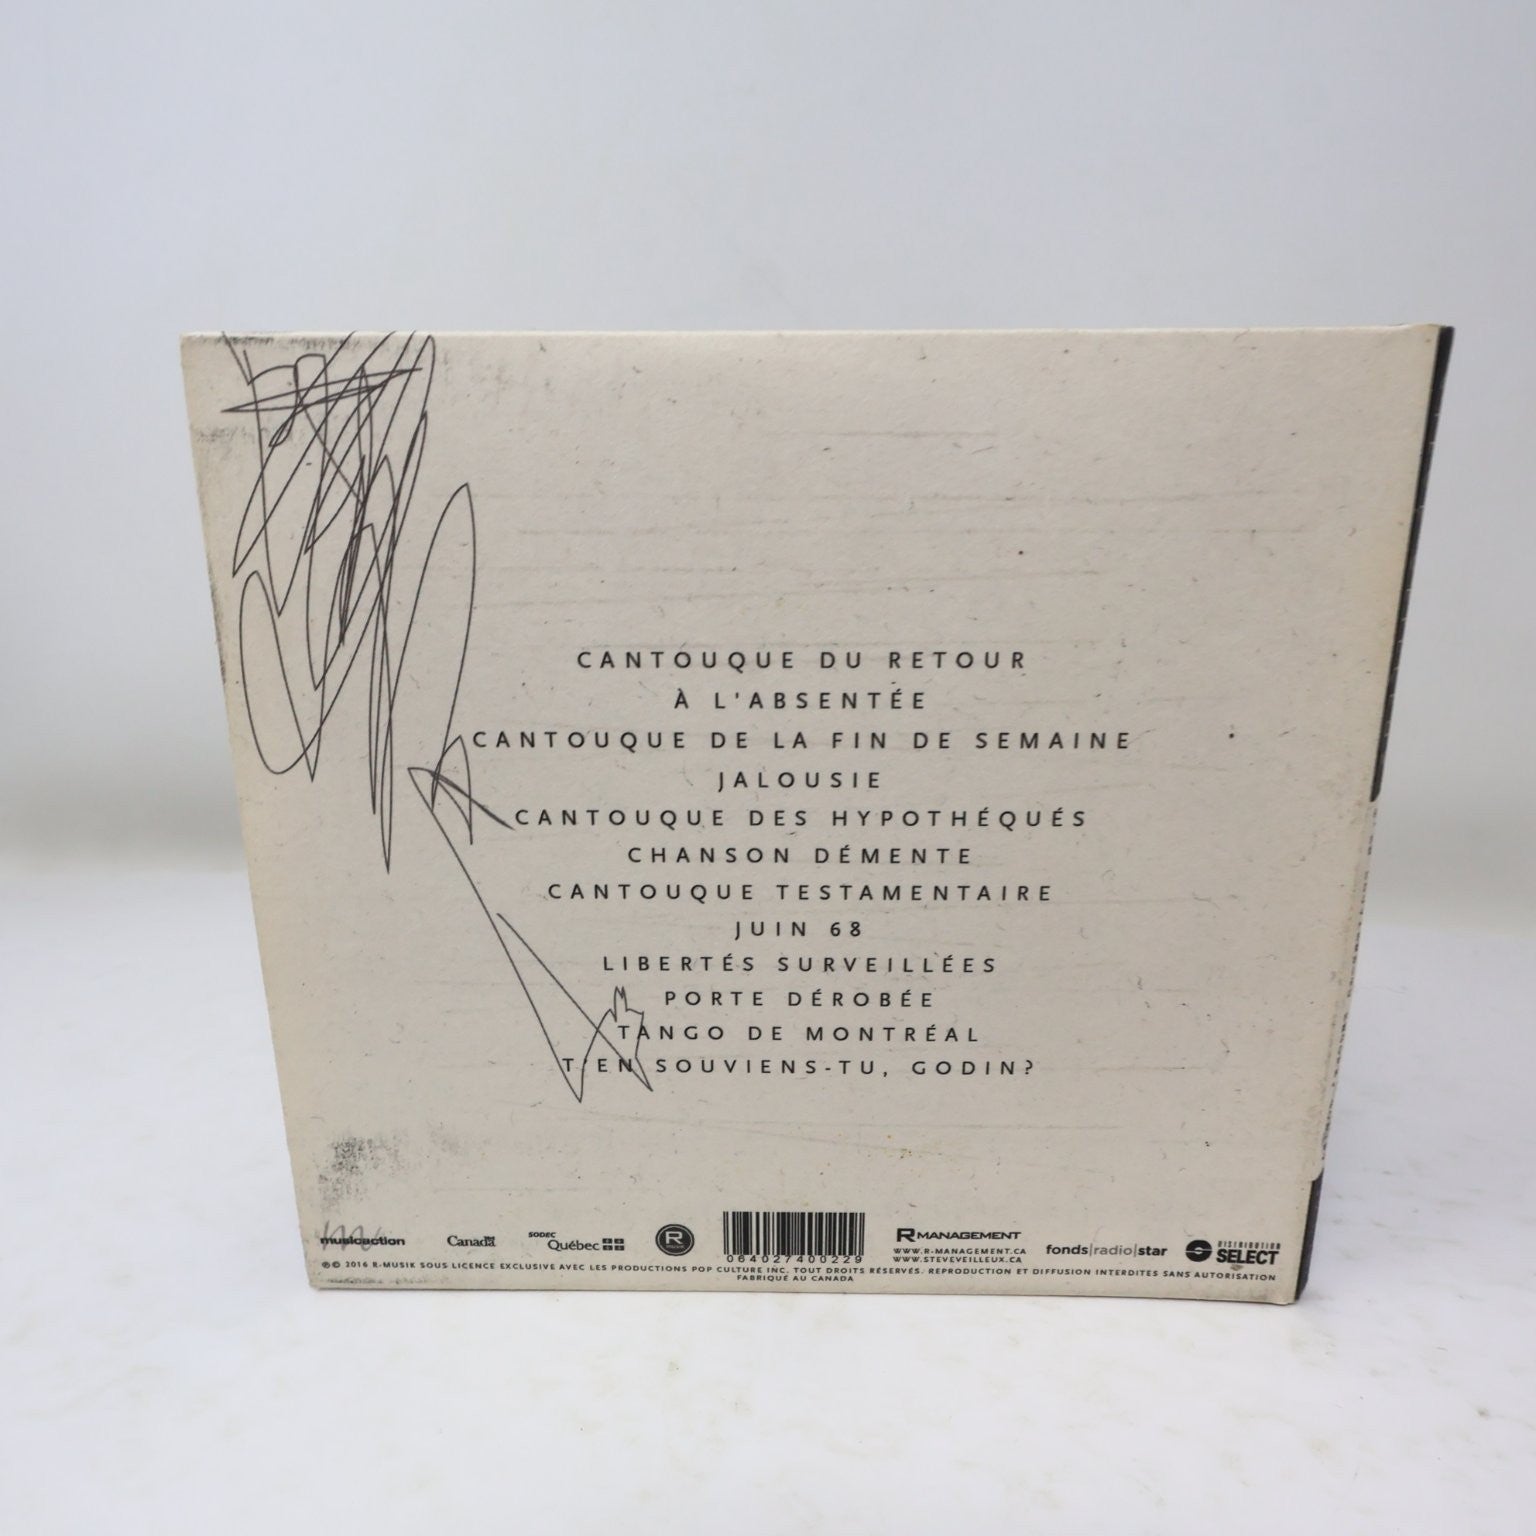 CANTOUQUE DU RETOUR
À L'ABSENTÉE
CANTOUQUE DE LA FIN DE SEMAINE
JALOUSIE
CANTOUQUE DES HYPOTHÉQUÉS
CHANSON DÉMENTE
CANTOUQUE TESTAMENTAIRE
JUIN 68
LIBERTÉS SURVEILLÉES
PORTE DÉROBÉE
TANGO DE MONTRÉAL
T'EN SOUVIENS-TU, GODIN?
musicaction
Canada
SODEC
Québec
R
MUSIK
064027400229
R MANAGEMENT
WWW.R-MANAGEMENT.CA
WWW.STEVEVEILLEUX.CA
fonds|radio|star
DISTRIBUTION
SELECT
℗© 2016 R-MUSIK SOUS LICENCE EXCLUSIVE AVEC LES PRODUCTIONS POP CULTURE INC. TOUT DROITS RÉSERVÉS. REPRODUCTION ET DIFFUSION INTERDITES SANS AUTORISATION
FABRIQUÉ AU CANADA